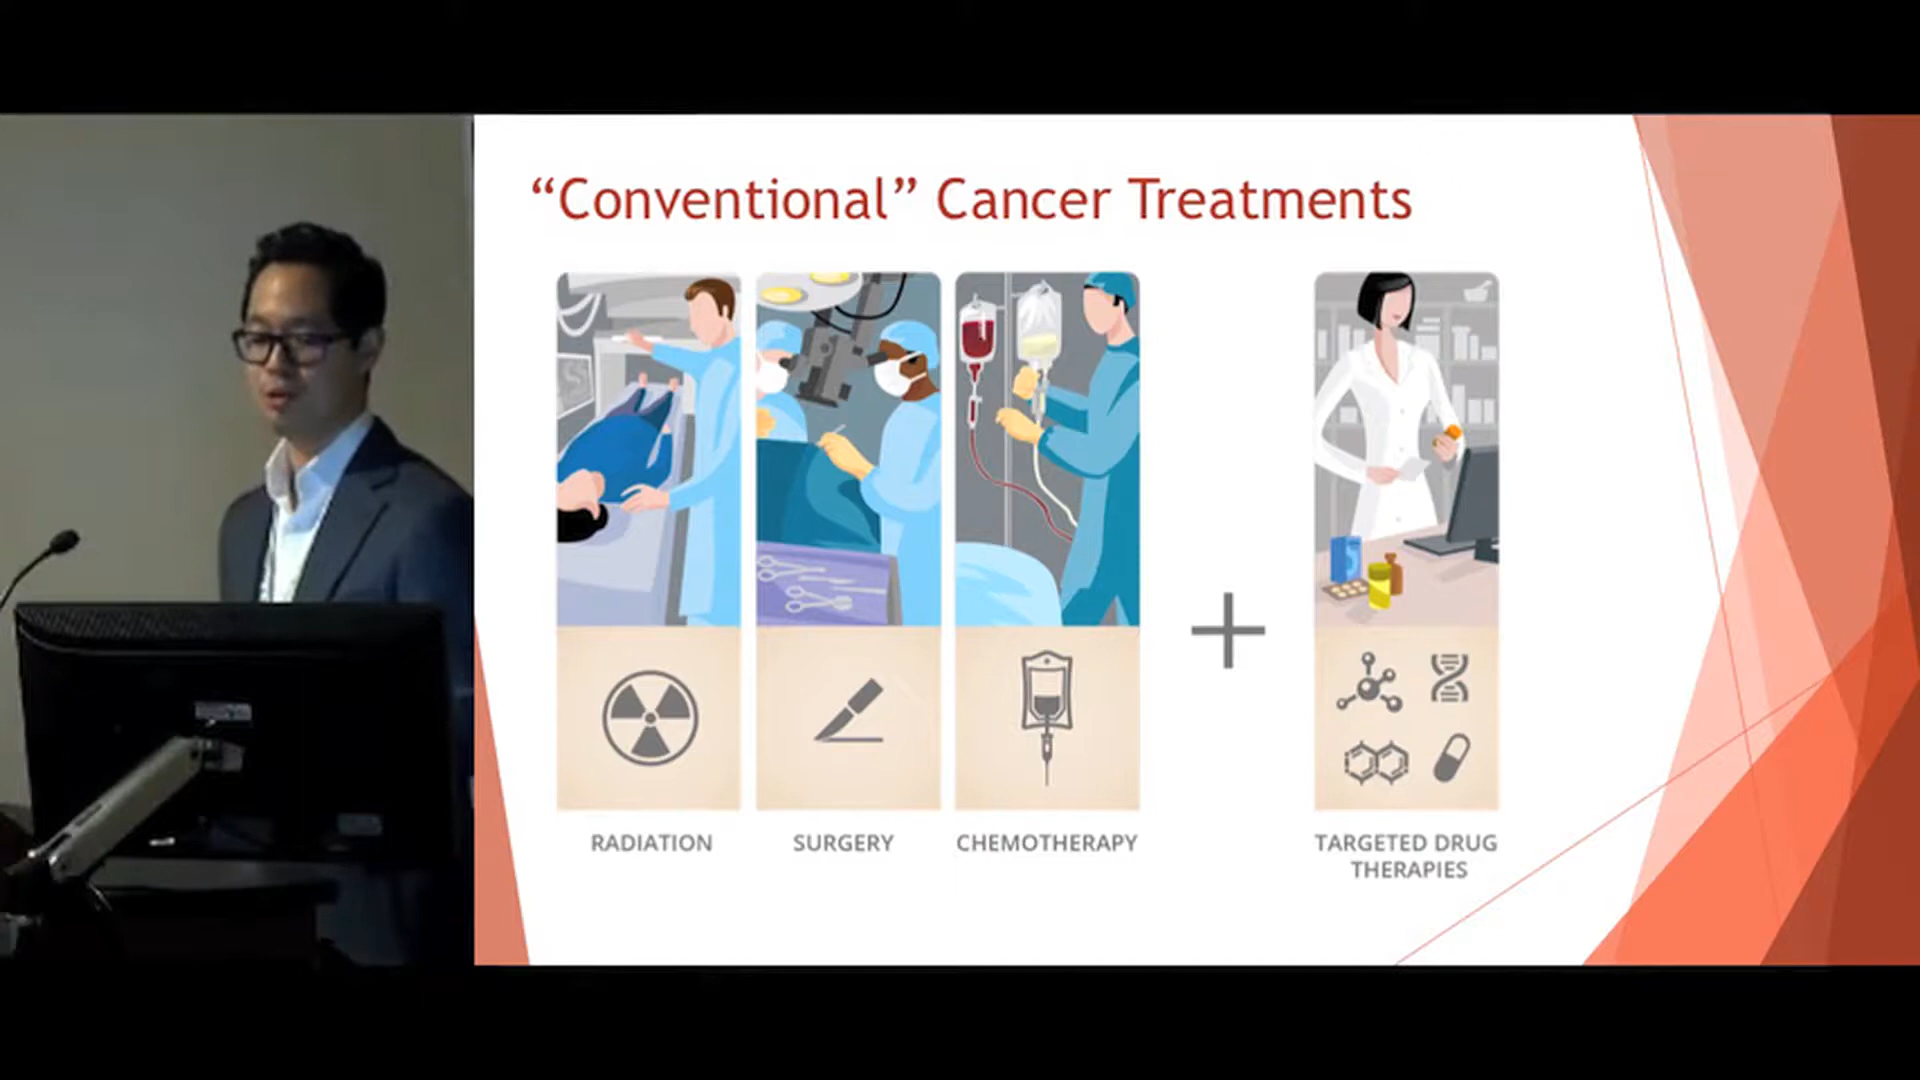 “Conventional” Cancer Treatments
RADIATION
SURGERY
CHEMOTHERAPY
TARGETED DRUG
THERAPIES